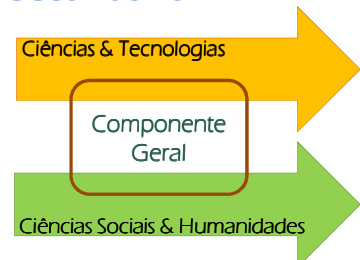 Ciências & Tecnologias
Componente
Geral
Ciências Sociais & Humanidades